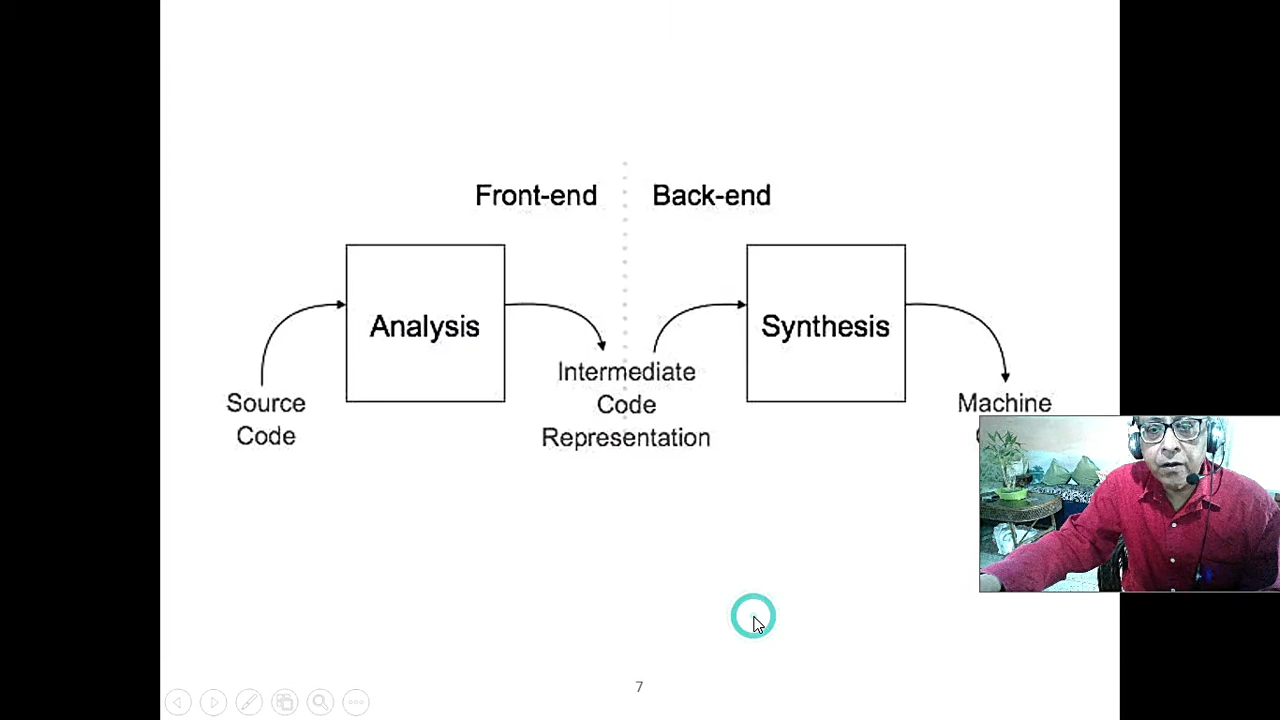 Front-end
Back-end
Analysis
Synthesis
Source
Code
Intermediate
Code
Representation
Machine
7